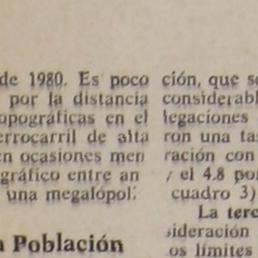 de 1980. Es poco
por la distancia
opográficas en el
errocarril de alta
en ocasiones men
gráfico entre an
una megalópol
a Población
ción, que s
considerabl
legaciones
ron una tas
ración con
el 4.8 por
cuadro 3)
La terc
sideración
os límites